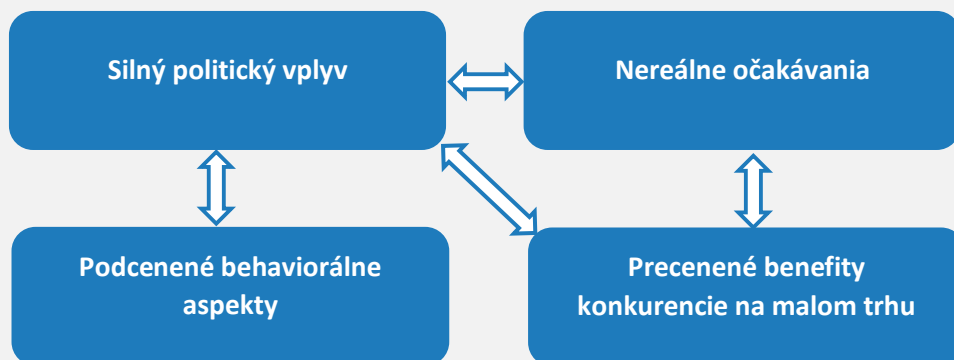 Silný politický vplyv
Nereálne očakávania
Podcenené behaviorálne
aspekty
Precenené benefity
konkurencie na malom trhu